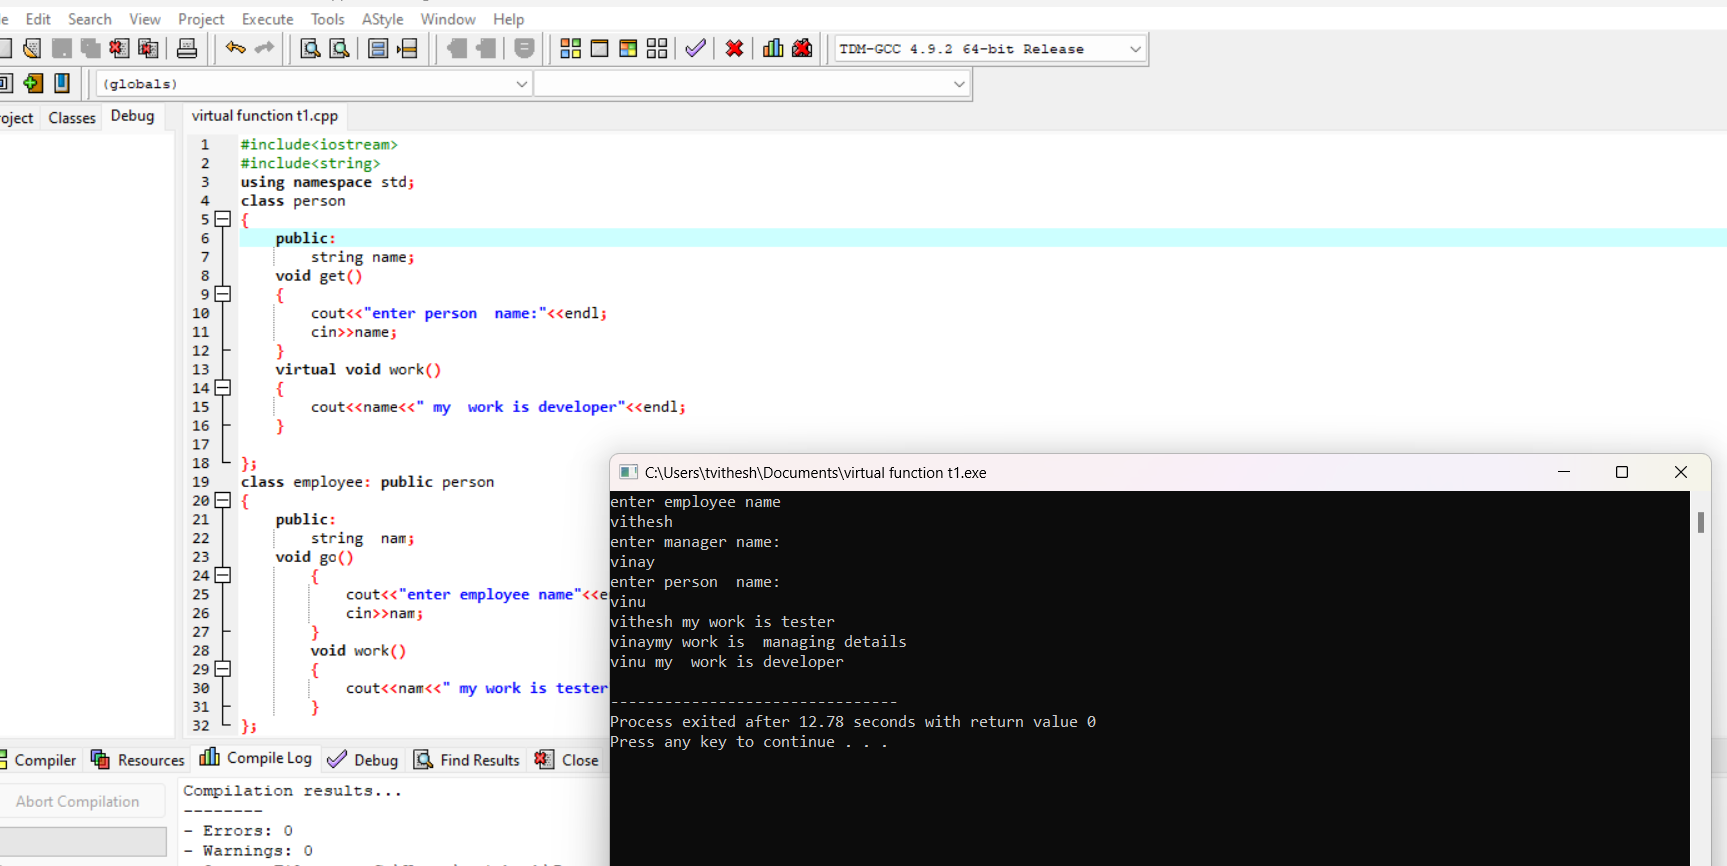 Edit Search View Project Execute Tools AStyle Window Help
TDM-GCC 4.9.2 64-bit Release
(globals)
Classes Debug
virtual function t1.cpp
1 #include<iostream>
2 #include<string>
3 using namespace std;
4 class person
5 {
6 public:
7 string name;
8 void get()
9 {
10 cout<<"enter person  name:"<<endl;
11 cin>>name;
12 }
13 virtual void work()
14 {
15 cout<<name<<" my  work is developer"<<endl;
16 }
17
18 };
19 class employee: public person
20 {
21 public:
22 string  nam;
23 void go()
24 {
25 cout<<"enter employee name"<<e
26 cin>>nam;
27 }
28 void work()
29 {
30 cout<<nam<<" my work is tester
31 }
32 };
C:\Users\tvithesh\Documents\virtual function t1.exe
enter employee name
vithesh
enter manager name:
vinay
enter person  name:
vinu
vithesh my work is tester
vinaymy work is  managing details
vinu my  work is developer
--------------------------------
Process exited after 12.78 seconds with return value 0
Press any key to continue . . .
Compiler Resources Compile Log Debug Find Results Close
Abort Compilation
Compilation results...
--------
- Errors: 0
- Warnings: 0